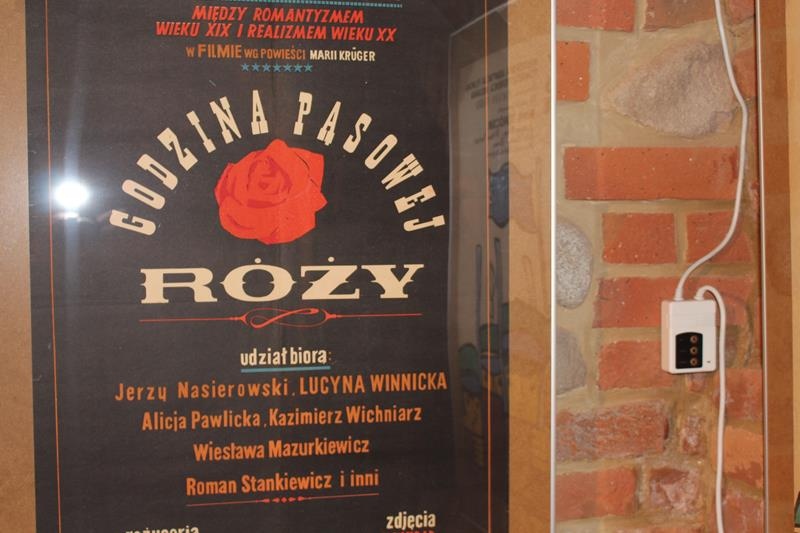 MIĘDZY ROMANTYZMEM
WIEKU XIX I REALIZMEM WIEKU XX
W FILMIE WG POWIEŚCI MARII KRÜGER
GODZINA PĄSOWEJ
RÓŻY
udział biorą:
Jerzy Nasierowski, LUCYNA WINNICKA
Alicja Pawlicka, Kazimierz Wichniarz
Wiesława Mazurkiewicz
Roman Stankiewicz i inni
zdjęcia